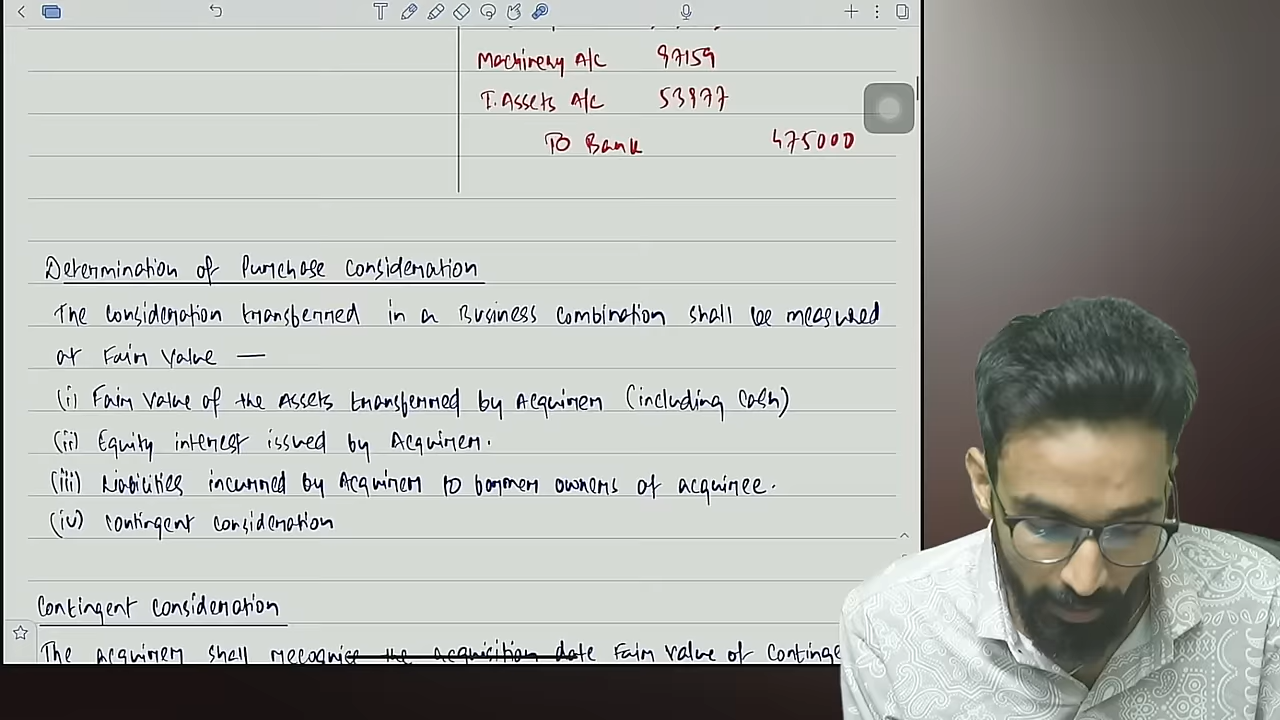 Machinery A/c 97159
I. Assets A/c 53977
To Bank 475000
Determination of Purchase Consideration
The consideration transferred in a Business Combination shall be measured
at Fair Value —
(i) Fair Value of the Assets transferred by Acquirer (including Cash)
(ii) Equity interest issued by Acquirer.
(iii) Liabilities incurred by Acquirer to former owners of acquiree.
(iv) Contingent consideration
Contingent Consideration
The acquirer shall recognise the acquisition date Fair Value of